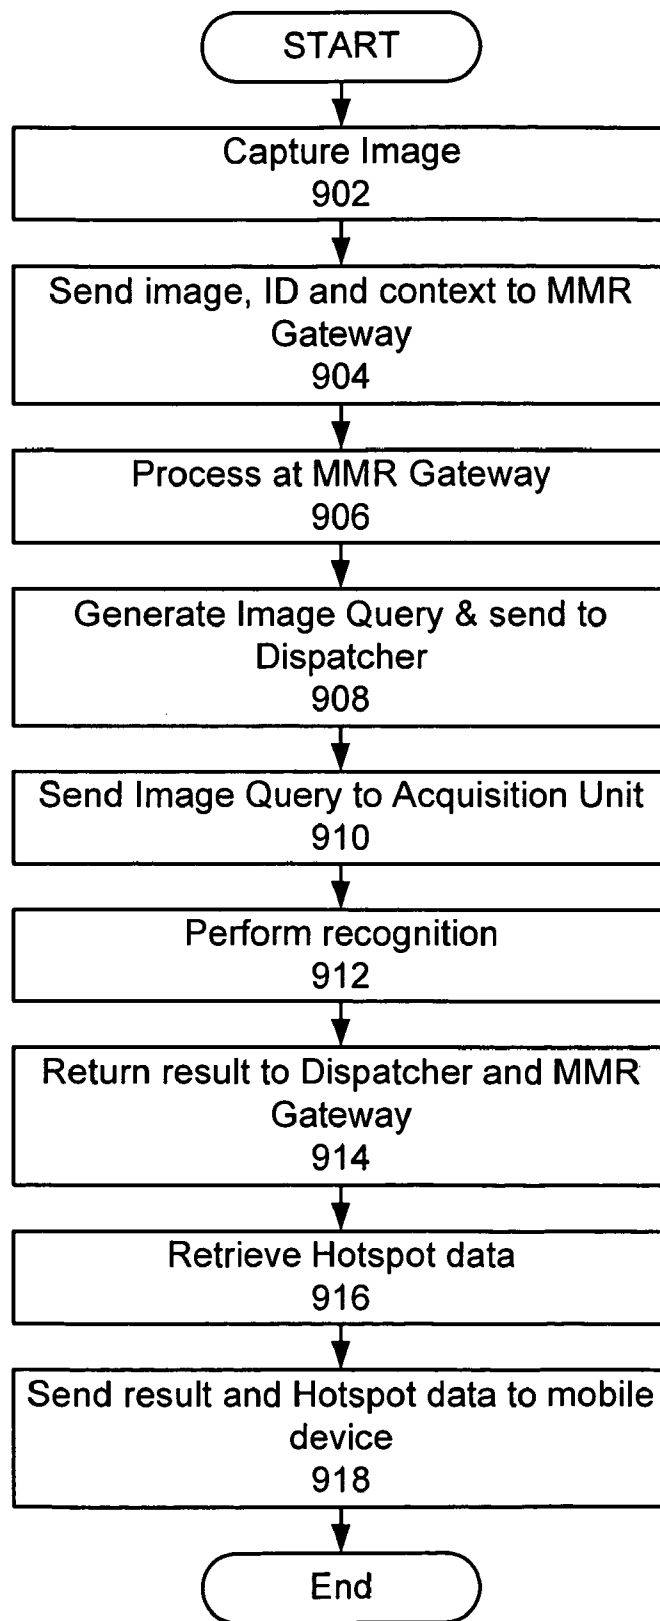 START
Capture Image
902
Send image, ID and context to MMR
Gateway
904
Process at MMR Gateway
906
Generate Image Query & send to
Dispatcher
908
Send Image Query to Acquisition Unit
910
Perform recognition
912
Return result to Dispatcher and MMR
Gateway
914
Retrieve Hotspot data
916
Send result and Hotspot data to mobile
device
918
End